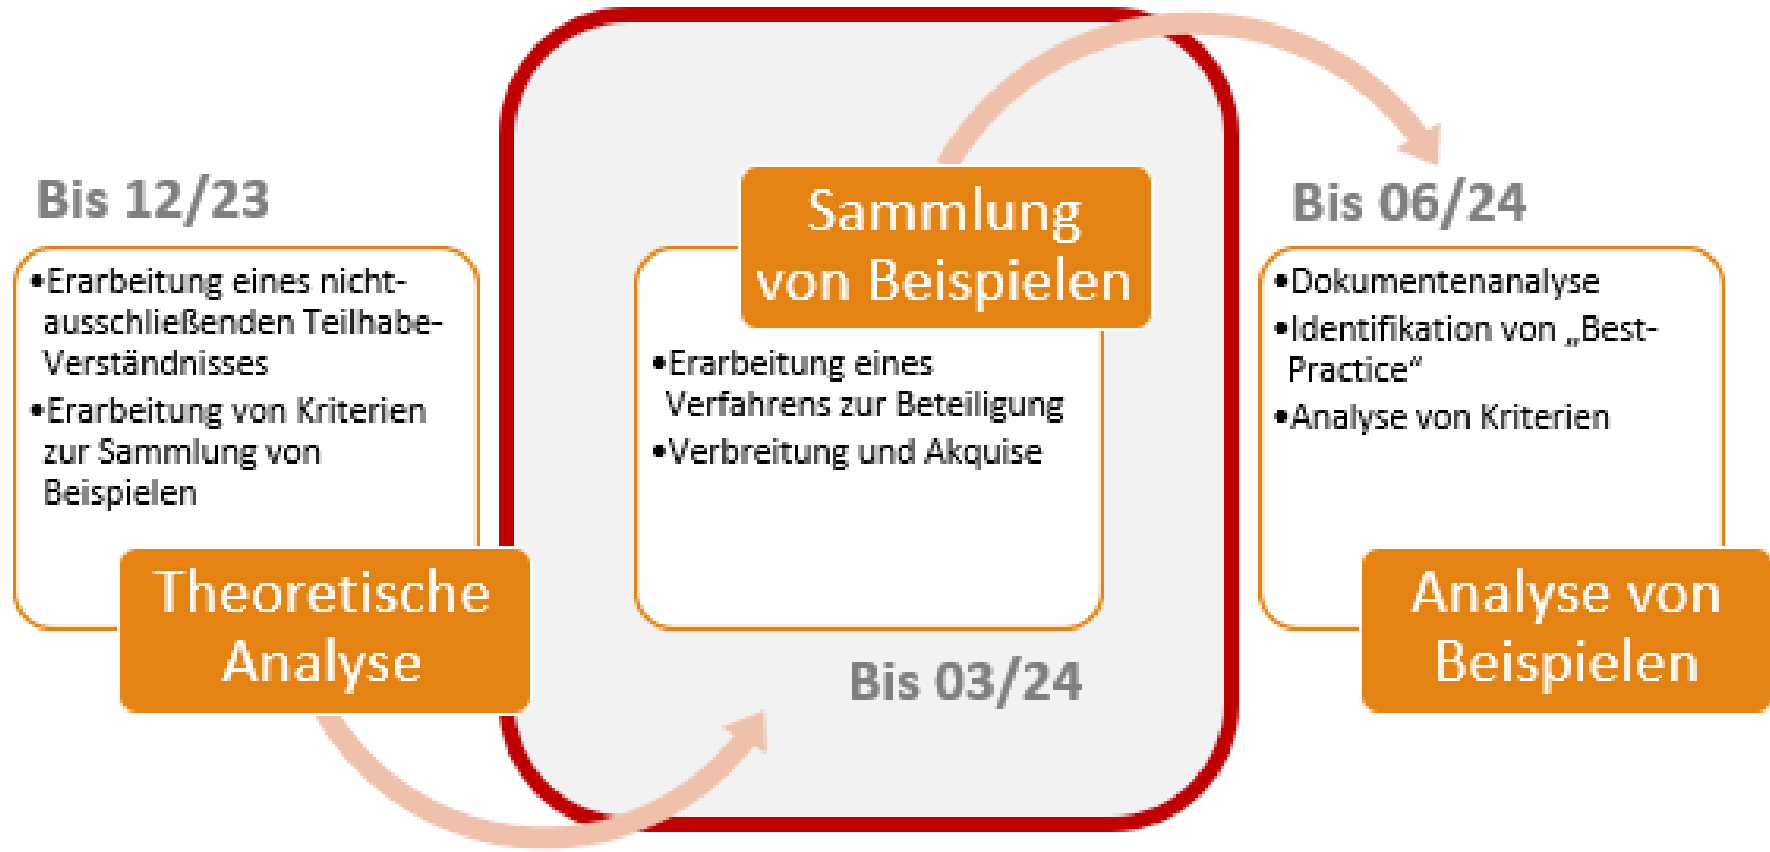 Bis 12/23
•Erarbeitung eines nicht-
ausschließenden Teilhabe-
Verständnisses
•Erarbeitung von Kriterien
zur Sammlung von
Beispielen
Theoretische
Analyse
Sammlung
von Beispielen
•Erarbeitung eines
Verfahrens zur Beteiligung
•Verbreitung und Akquise
Bis 03/24
Bis 06/24
•Dokumentenanalyse
•Identifikation von „Best-
Practice“
•Analyse von Kriterien
Analyse von
Beispielen